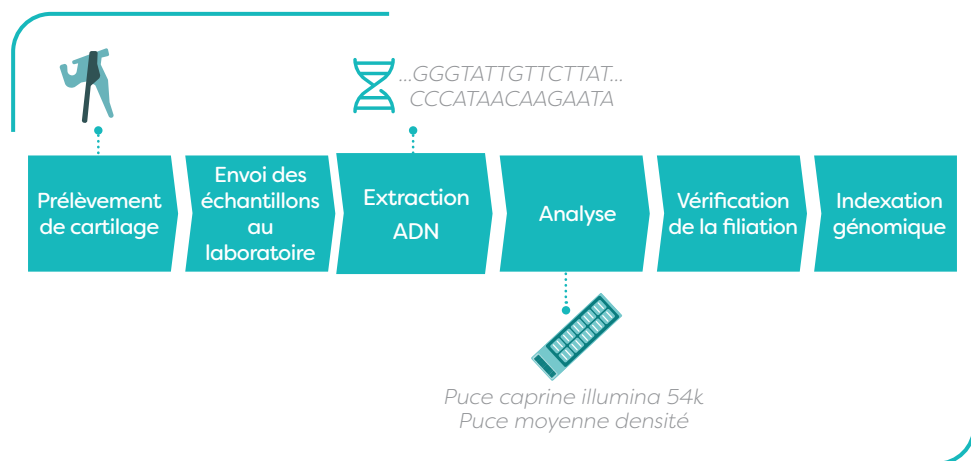 ...GGGTATTGTTCTTAT...
CCCATAACAAGAATA
Prélèvement
de cartilage
Envoi des
échantillons
au
laboratoire
Extraction
ADN
Analyse
Vérification
de la filiation
Indexation
génomique
Puce caprine illumina 54k
Puce moyenne densité